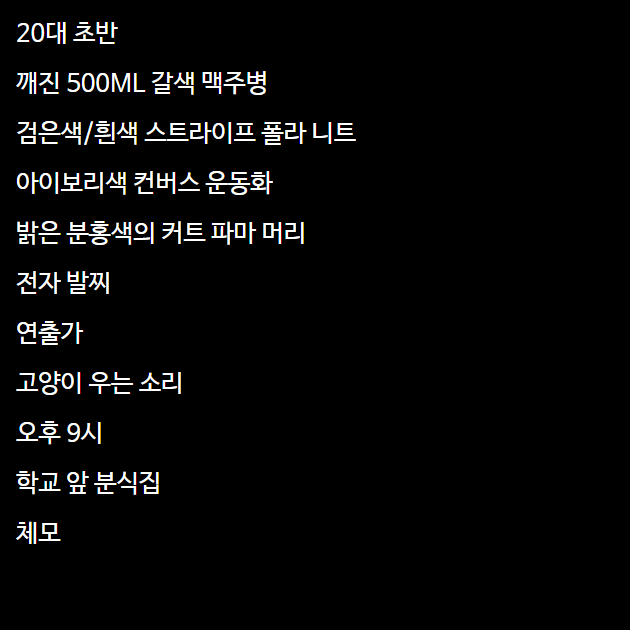 20대 초반
깨진 500ML 갈색 맥주병
검은색/흰색 스트라이프 폴라 니트
아이보리색 컨버스 운동화
밝은 분홍색의 커트 파마 머리
전자 발찌
연출가
고양이 우는 소리
오후 9시
학교 앞 분식집
체모